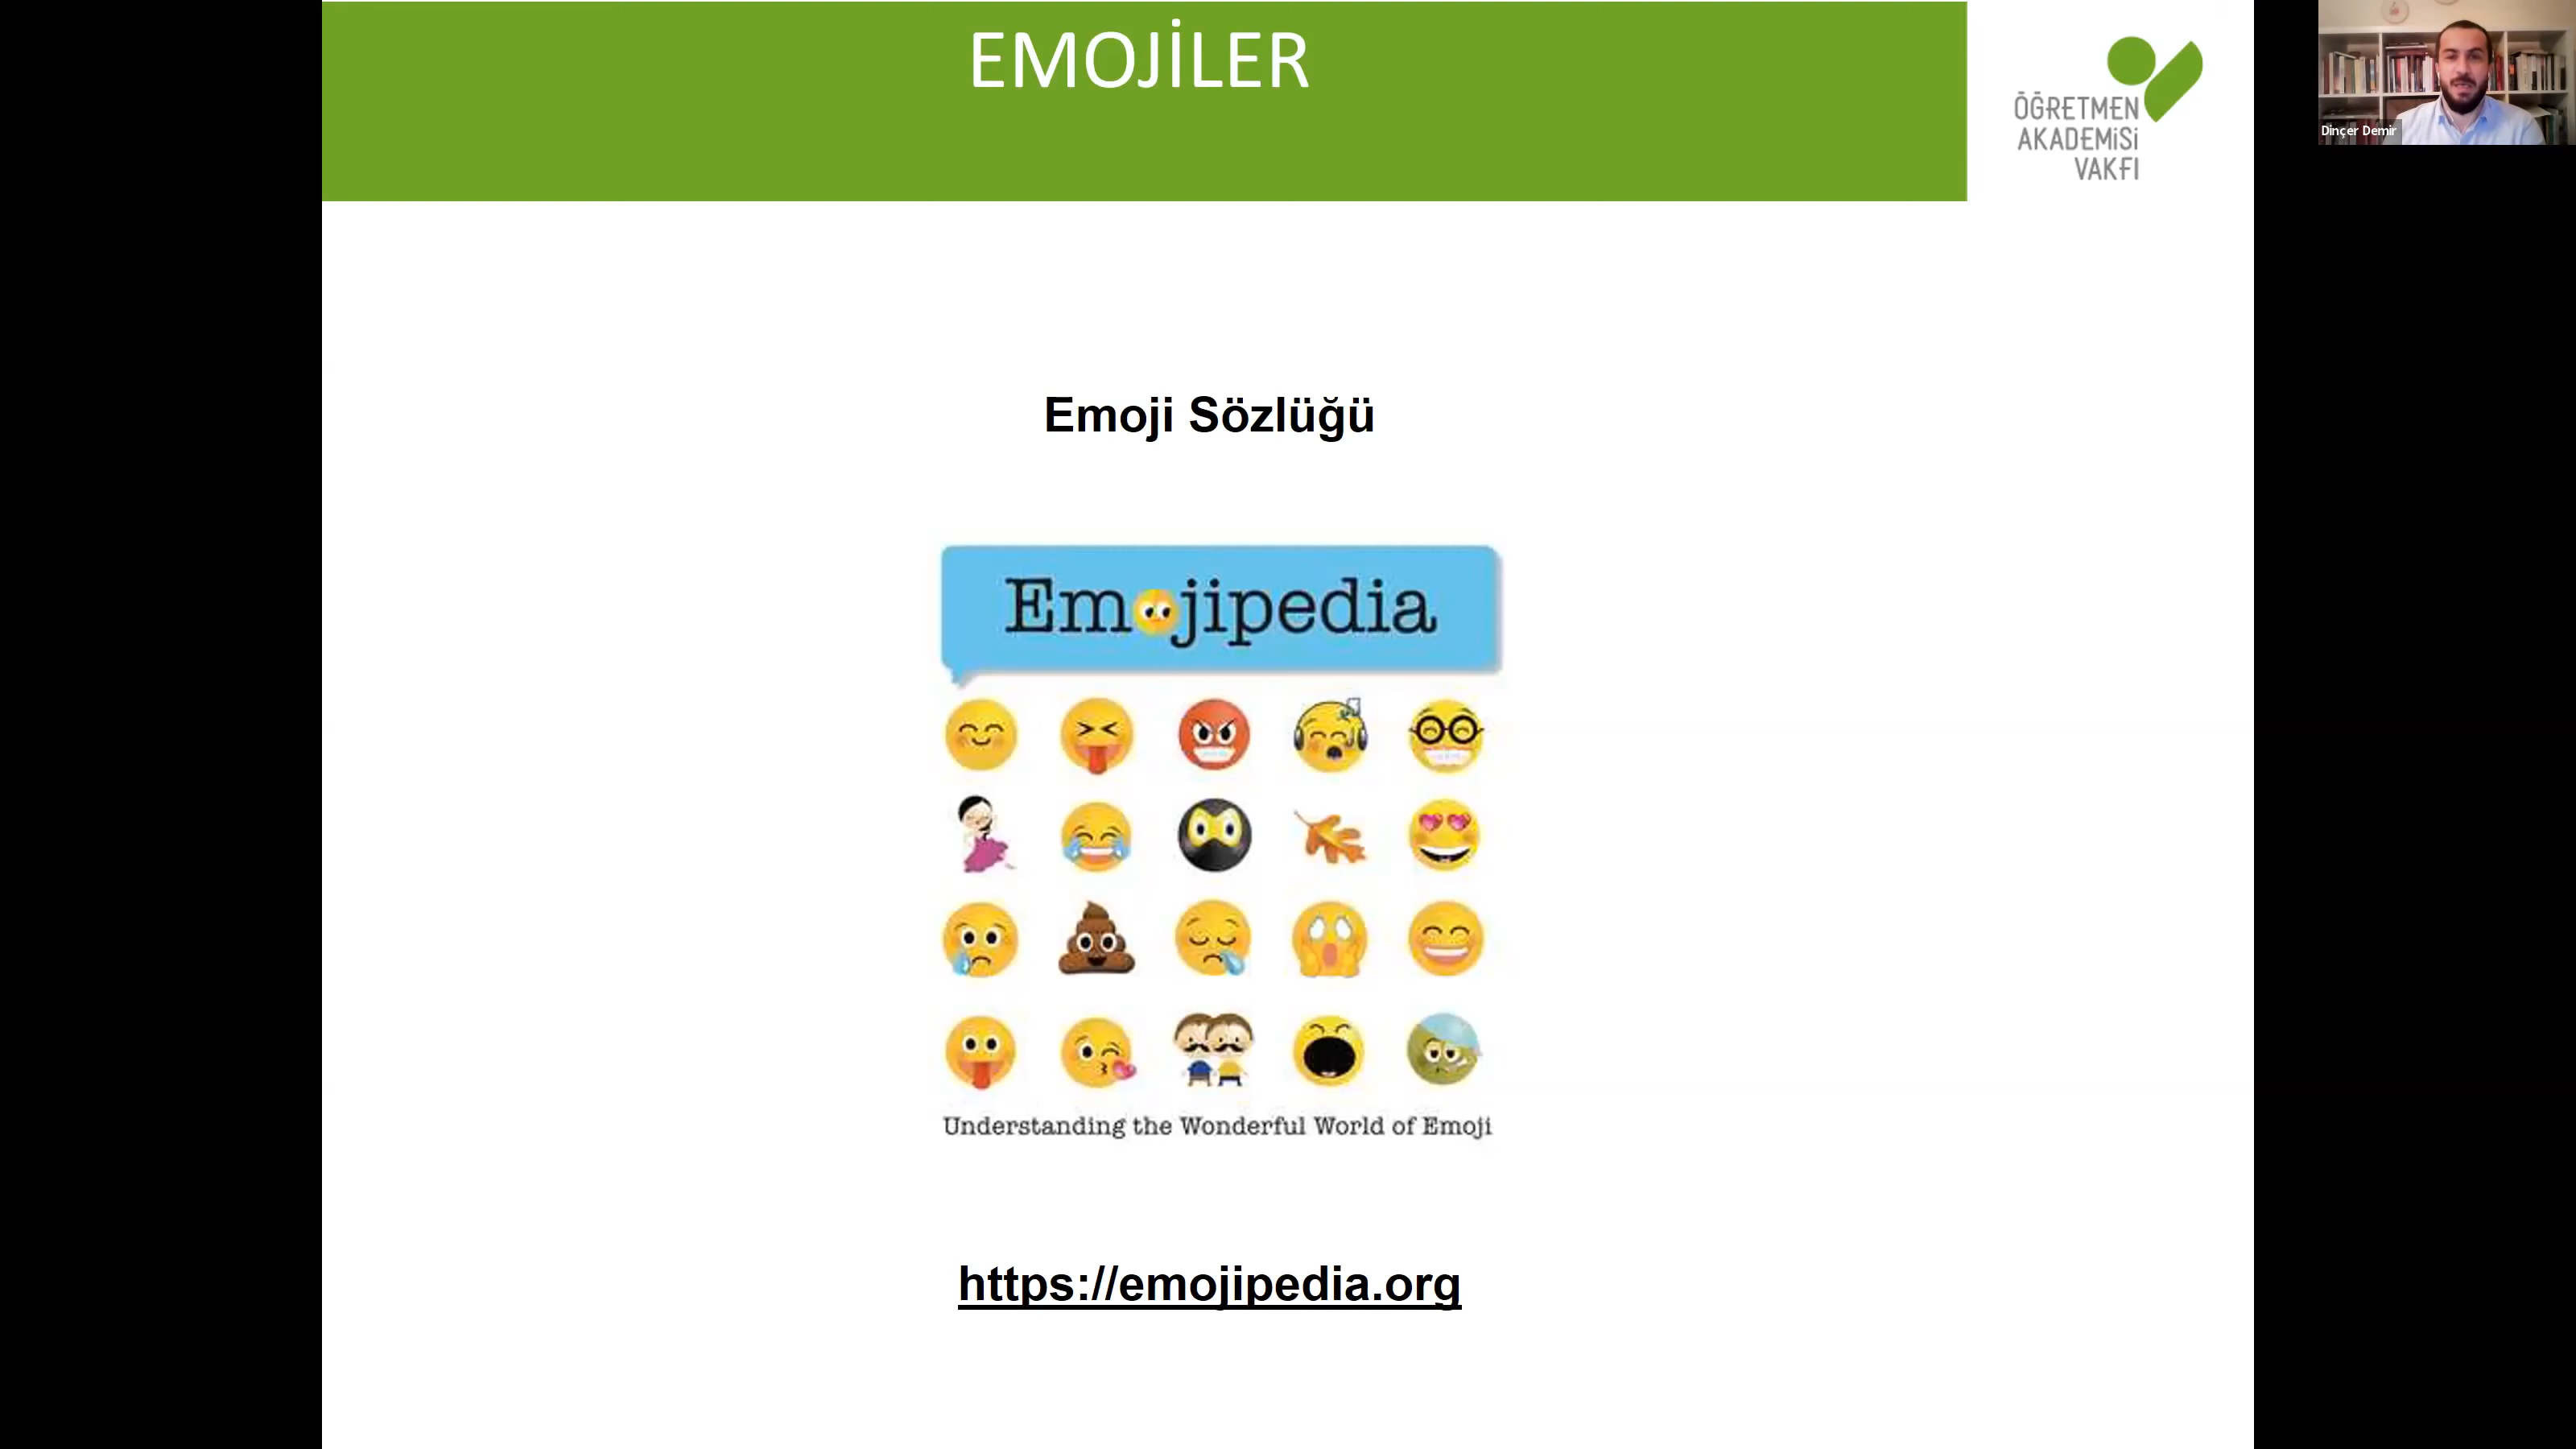 EMOJİLER
ÖĞRETMEN
AKADEMİSİ
VAKFI
Dinçer Demir
Emoji Sözlüğü
Emojipedia
Understanding the Wonderful World of Emoji
https://emojipedia.org